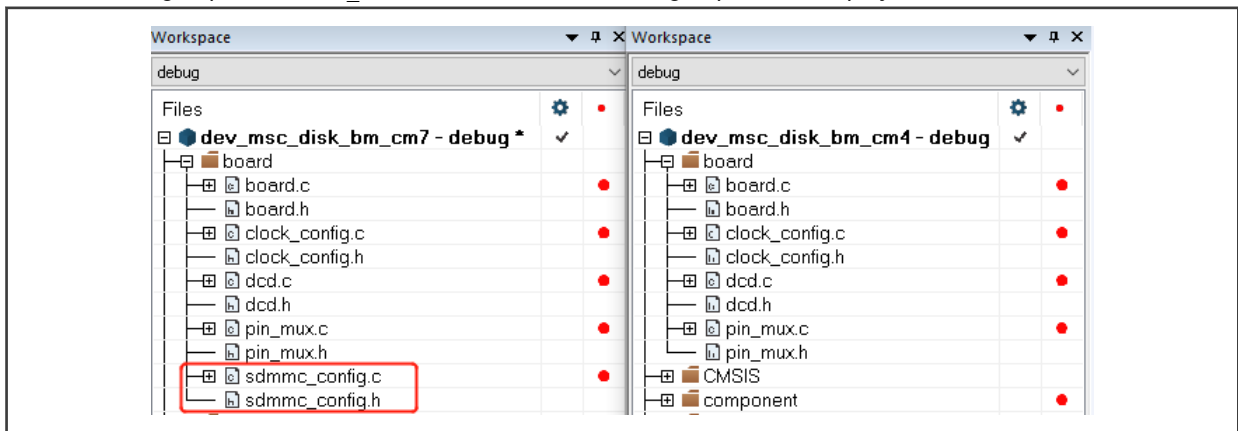 Workspace
debug
Files
dev_msc_disk_bm_cm7 - debug *
board
board.c
board.h
clock_config.c
clock_config.h
dcd.c
dcd.h
pin_mux.c
pin_mux.h
sdmmc_config.c
sdmmc_config.h
Workspace
debug
Files
dev_msc_disk_bm_cm4 - debug
board
board.c
board.h
clock_config.c
clock_config.h
dcd.c
dcd.h
pin_mux.c
pin_mux.h
CMSIS
component